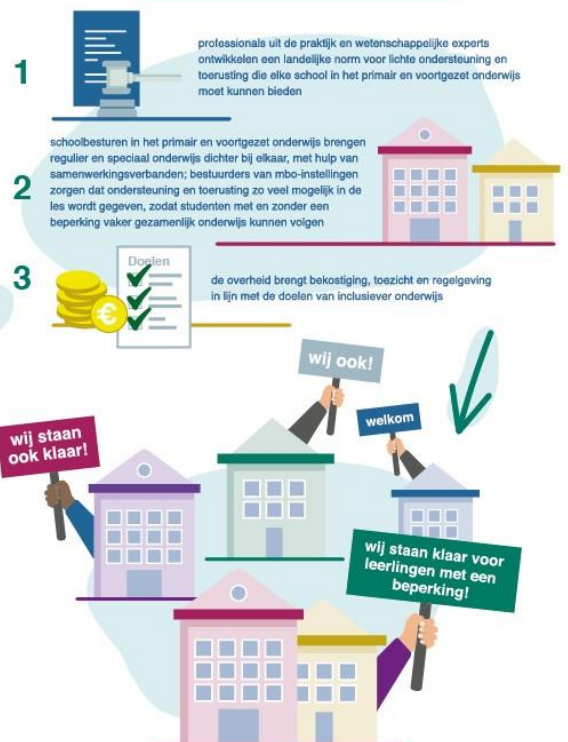 1
professionals uit de praktijk en wetenschappelijke experts
ontwikkelen een landelijke norm voor lichte ondersteuning en
toerusting die elke school in het primair en voortgezet onderwijs
moet kunnen bieden
schoolbesturen in het primair en voortgezet onderwijs brengen
regulier en speciaal onderwijs dichter bij elkaar, met hulp van
samenwerkingsverbanden; bestuurders van mbo-instellingen
2
zorgen dat ondersteuning en toerusting zo veel mogelijk in de
les wordt gegeven, zodat studenten met en zonder een
beperking vaker gezamenlijk onderwijs kunnen volgen
3
Doelen
de overheid brengt bekostiging, toezicht en regelgeving
in lijn met de doelen van inclusiever onderwijs
€
wij ook!
welkom
wij staan
ook klaar!
wij staan klaar voor
leerlingen met een
beperking!